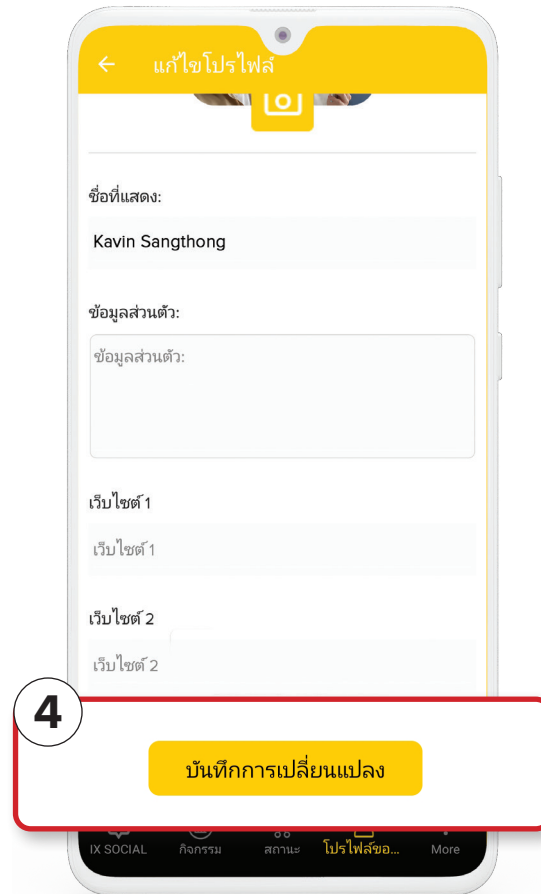 แก้ไขโปรไฟล์
ชื่อที่แสดง:
Kavin Sangthong
ข้อมูลส่วนตัว:
ข้อมูลส่วนตัว:
เว็บไซต์ 1
เว็บไซต์ 1
เว็บไซต์ 2
เว็บไซต์ 2
4
บันทึกการเปลี่ยนแปลง
IX SOCIAL กิจกรรม สถานะ โปรไฟล์ขอ... More